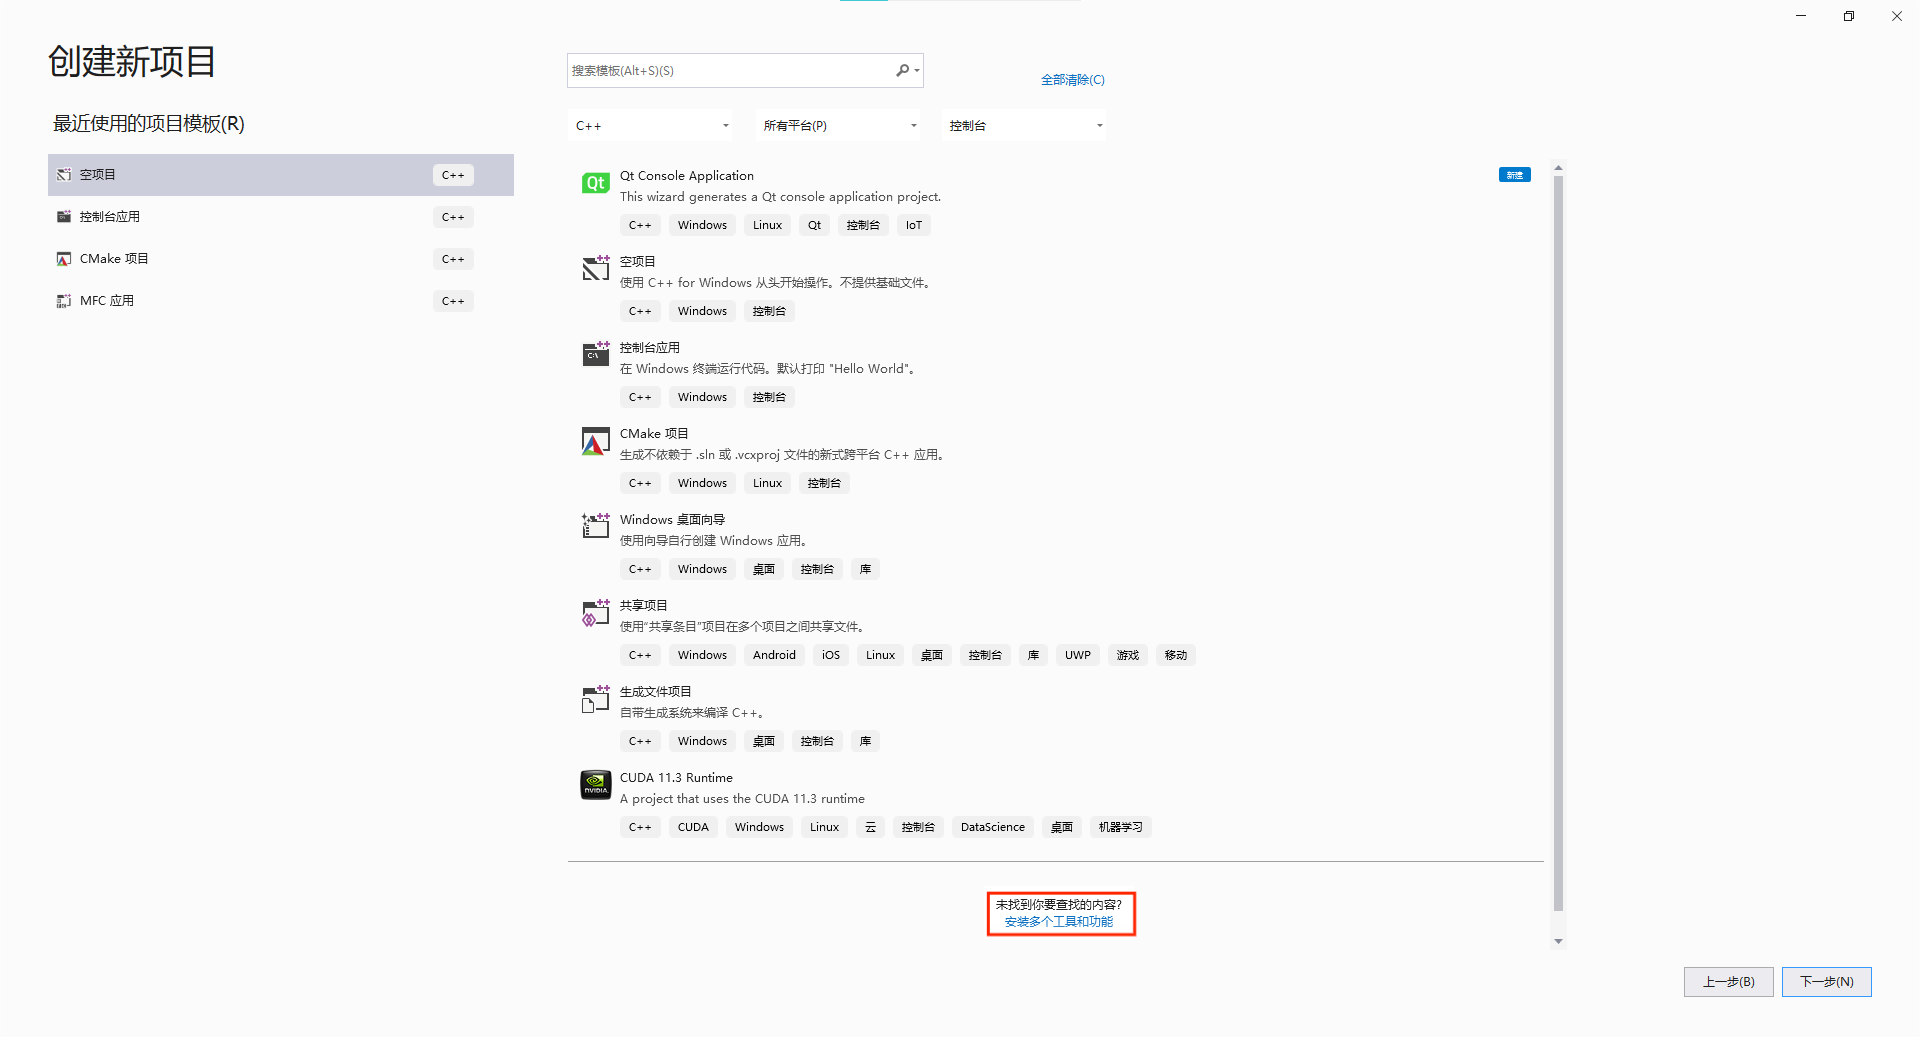 创建新项目
最近使用的项目模板(R)
空项目 C++
控制台应用 C++
CMake 项目 C++
MFC 应用 C++
搜索模板(Alt+S)(S)
全部清除(C)
C++ 所有平台(P) 控制台
Qt Console Application 新建
This wizard generates a Qt console application project.
C++ Windows Linux Qt 控制台 IoT
空项目
使用 C++ for Windows 从头开始操作。不提供基础文件。
C++ Windows 控制台
控制台应用
在 Windows 终端运行代码。默认打印 "Hello World"。
C++ Windows 控制台
CMake 项目
生成不依赖于 .sln 或 .vcxproj 文件的新式跨平台 C++ 应用。
C++ Windows Linux 控制台
Windows 桌面向导
使用向导自行创建 Windows 应用。
C++ Windows 桌面 控制台 库
共享项目
使用“共享条目”项目在多个项目之间共享文件。
C++ Windows Android iOS Linux 桌面 控制台 库 UWP 游戏 移动
生成文件项目
自带生成系统来编译 C++。
C++ Windows 桌面 控制台 库
CUDA 11.3 Runtime
A project that uses the CUDA 11.3 runtime
C++ CUDA Windows Linux 云 控制台 DataScience 桌面 机器学习
未找到你要查找的内容?
安装多个工具和功能
上一步(B) 下一步(N)
Qt
C:\
NVIDIA.